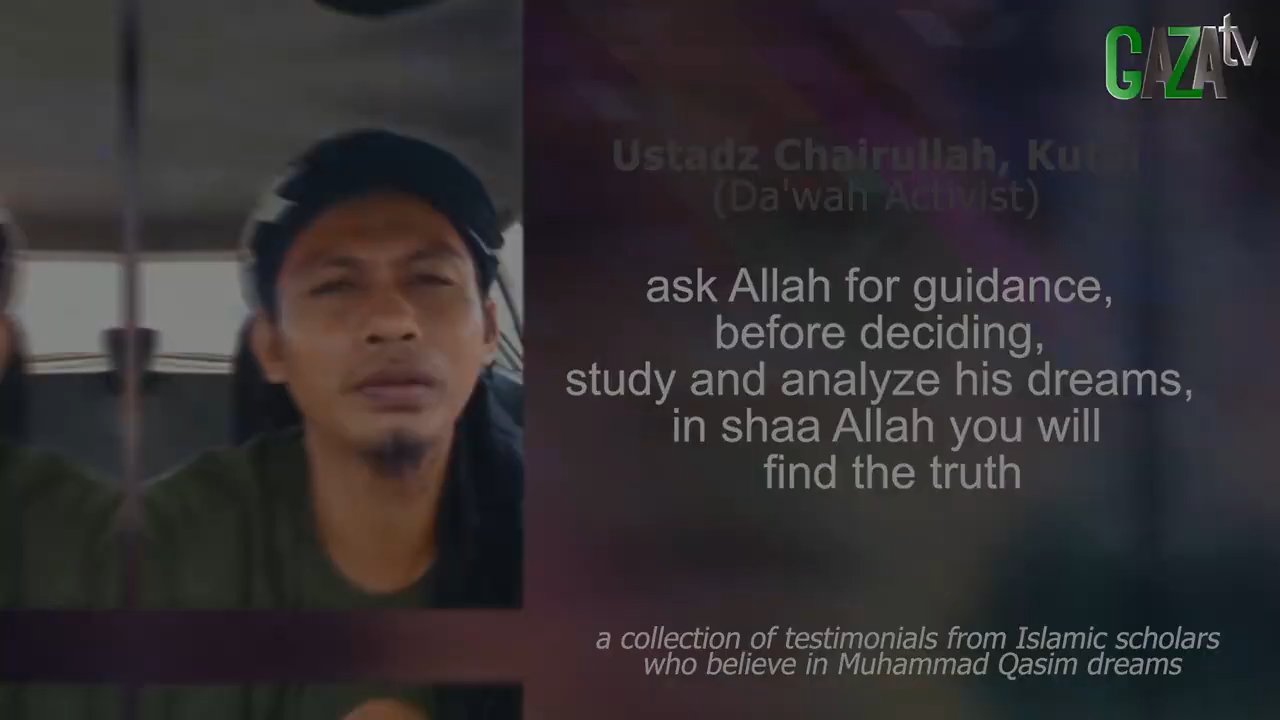 GAZA tv
Ustadz Chairullah, Kutai
(Da'wah Activist)
ask Allah for guidance,
before deciding,
study and analyze his dreams,
in shaa Allah you will
find the truth
a collection of testimonials from Islamic scholars
who believe in Muhammad Qasim dreams